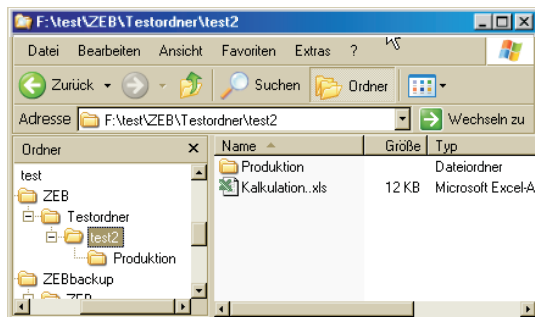 F:\test\ZEB\Testordner\test2
Datei Bearbeiten Ansicht Favoriten Extras ?
Zurück Suchen Ordner
Adresse F:\test\ZEB\Testordner\test2 Wechseln zu
Ordner x
test
ZEB
Testordner
test2
Produktion
ZEBbackup
ZEB
Name Größe Typ
Produktion Dateiordner
Kalkulation..xls 12 KB Microsoft Excel-A